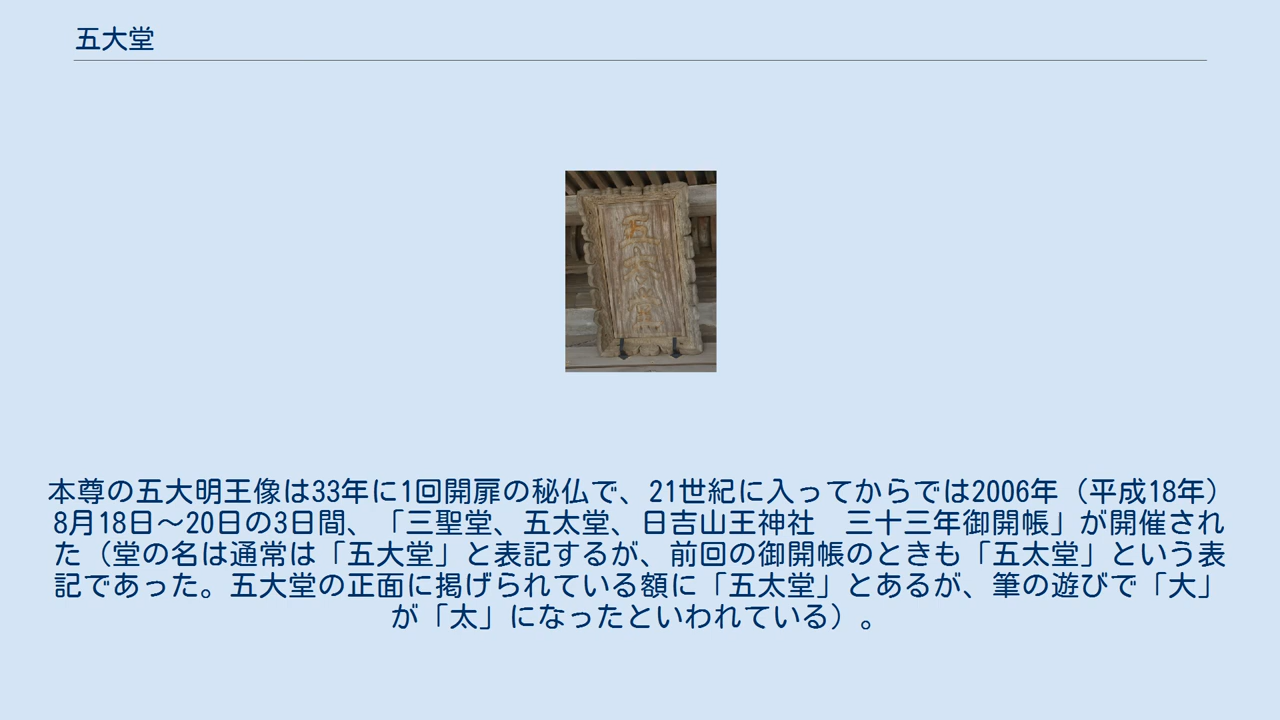 五大堂
五太堂
本尊の五大明王像は33年に1回開扉の秘仏で、21世紀に入ってからでは2006年（平成18年）
8月18日～20日の3日間、「三聖堂、五太堂、日吉山王神社　三十三年御開帳」が開催され
た（堂の名は通常は「五大堂」と表記するが、前回の御開帳のときも「五太堂」という表
記であった。五大堂の正面に掲げられている額に「五太堂」とあるが、筆の遊びで「大」
が「太」になったといわれている）。